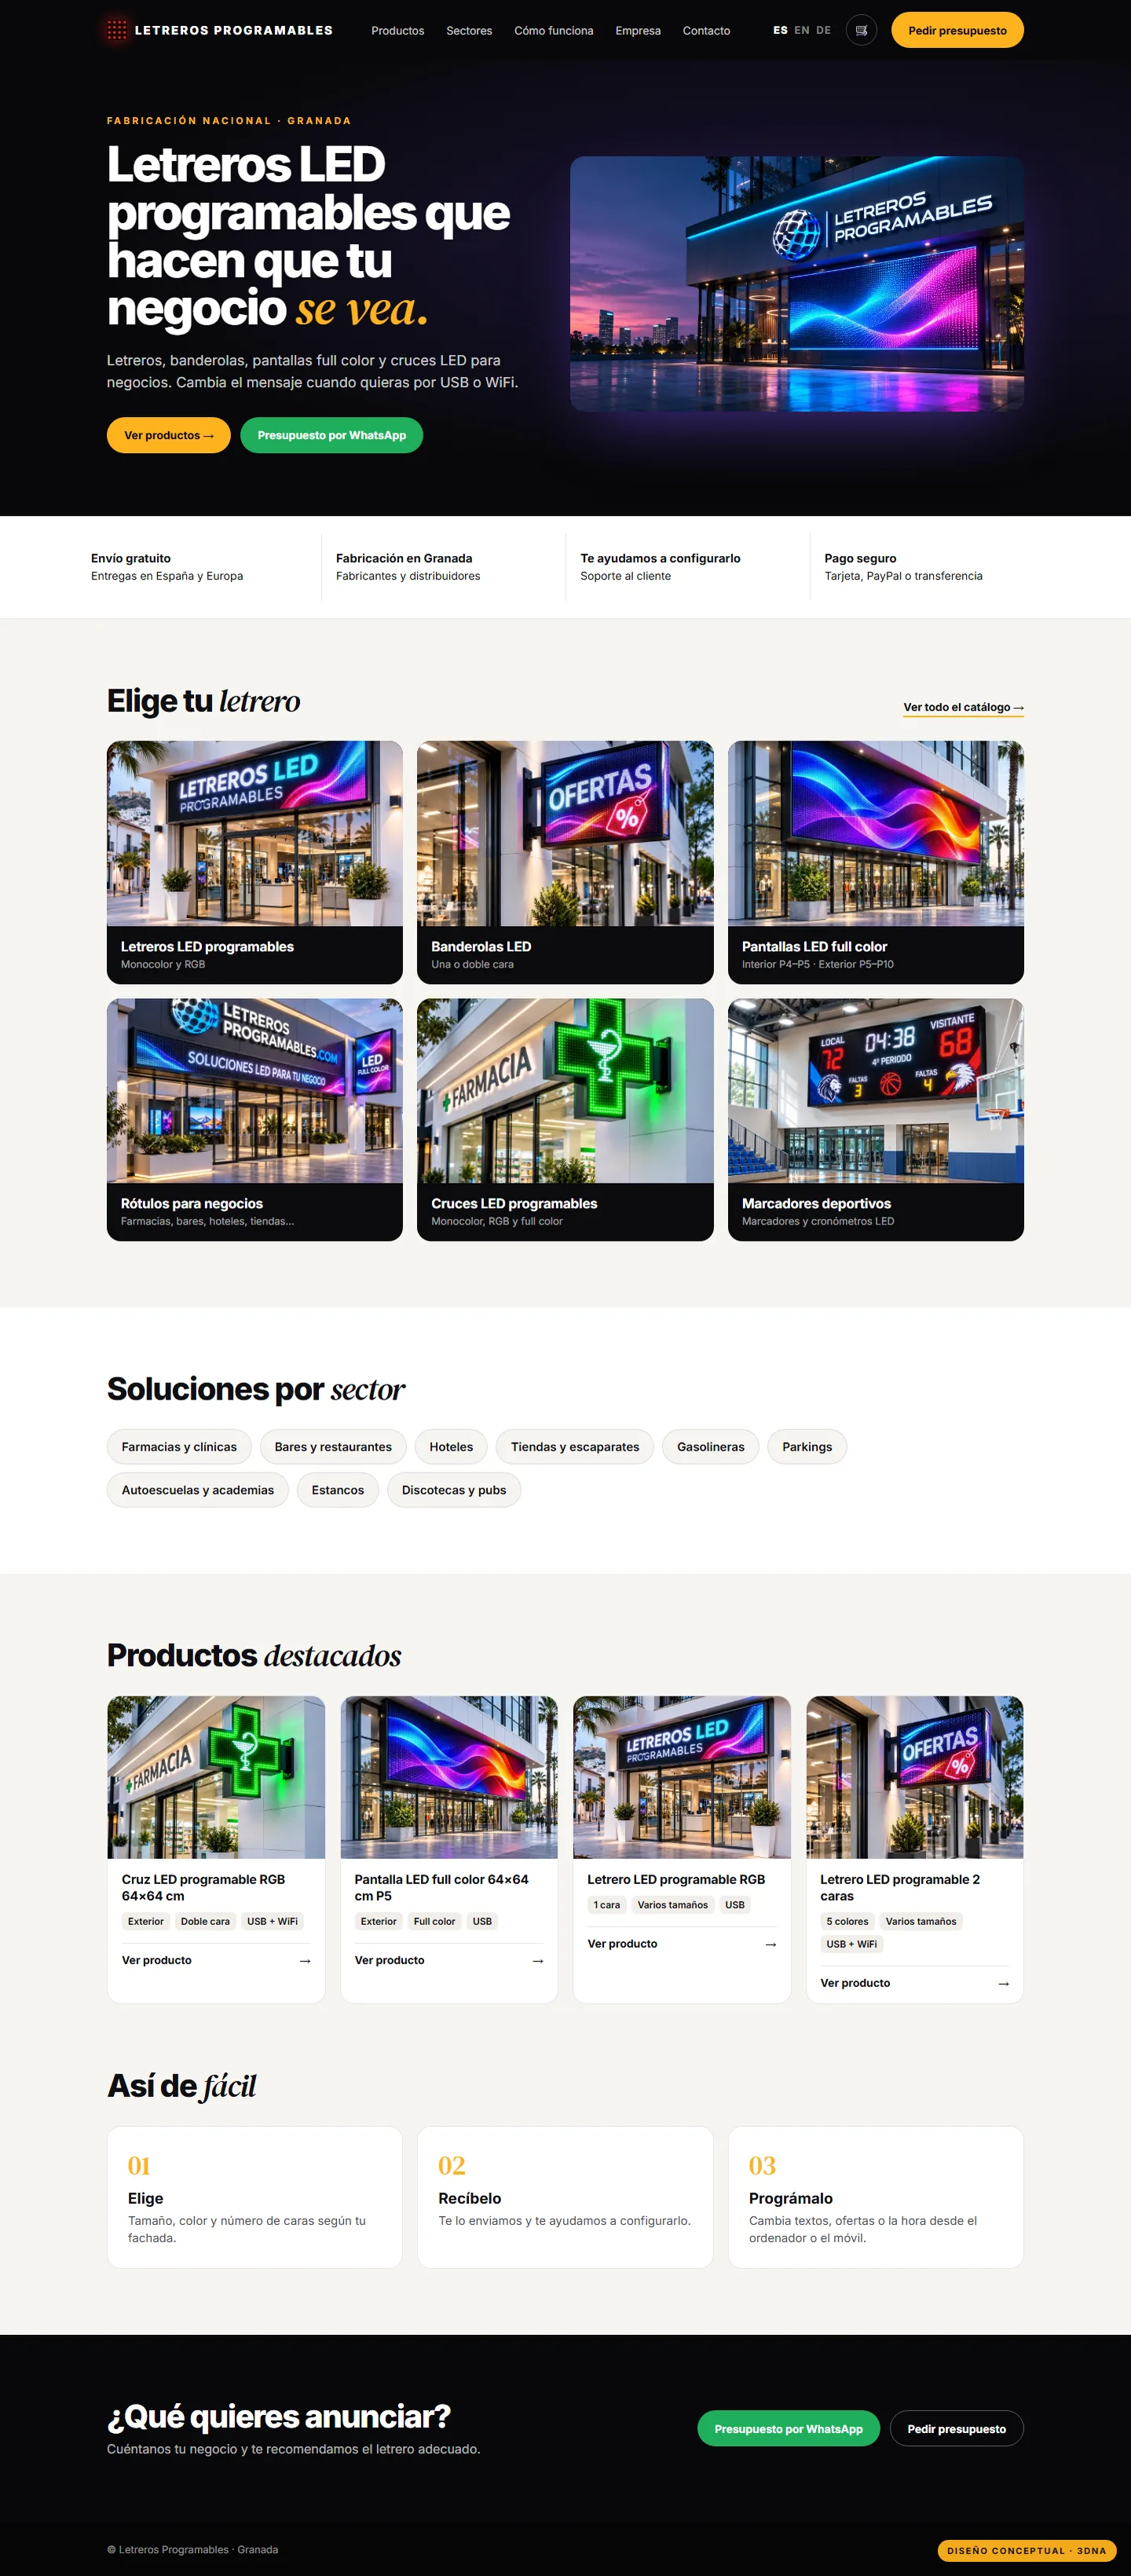 LETREROS PROGRAMABLES
Productos
Sectores
Cómo funciona
Empresa
Contacto
ES EN DE
Pedir presupuesto
FABRICACIÓN NACIONAL · GRANADA
Letreros LED
programables que
hacen que tu
negocio se vea.
Letreros, banderolas, pantallas full color y cruces LED para
negocios. Cambia el mensaje cuando quieras por USB o WiFi.
Ver productos →
Presupuesto por WhatsApp
LETREROS
PROGRAMABLES
Envío gratuito
Entregas en España y Europa
Fabricación en Granada
Fabricantes y distribuidores
Te ayudamos a configurarlo
Soporte al cliente
Pago seguro
Tarjeta, PayPal o transferencia
Elige tu letrero
Ver todo el catálogo →
LETREROS LED
PROGRAMABLES
Letreros LED programables
Monocolor y RGB
OFERTAS
%
Banderolas LED
Una o doble cara
Pantallas LED full color
Interior P4–P5 · Exterior P5–P10
LETREROS
PROGRAMABLES.COM
SOLUCIONES LED PARA TU NEGOCIO
LED
FULL COLOR
Rótulos para negocios
Farmacias, bares, hoteles, tiendas...
FARMACIA
Cruces LED programables
Monocolor, RGB y full color
LOCAL
72
04:38
4º PERIODO
VISITANTE
68
FALTAS
3
FALTAS
4
Marcadores deportivos
Marcadores y cronómetros LED
Soluciones por sector
Farmacias y clínicas
Bares y restaurantes
Hoteles
Tiendas y escaparates
Gasolineras
Parkings
Autoescuelas y academias
Estancos
Discotecas y pubs
Productos destacados
FARMACIA
Cruz LED programable RGB
64×64 cm
Exterior
Doble cara
USB + WiFi
Ver producto →
Pantalla LED full color 64×64
cm P5
Exterior
Full color
USB
Ver producto →
LETREROS LED
PROGRAMABLES
Letrero LED programable RGB
1 cara
Varios tamaños
USB
Ver producto →
OFERTAS
%
Letrero LED programable 2
caras
5 colores
Varios tamaños
USB + WiFi
Ver producto →
Así de fácil
01
Elige
Tamaño, color y número de caras según tu
fachada.
02
Recíbelo
Te lo enviamos y te ayudamos a configurarlo.
03
Prográmalo
Cambia textos, ofertas o la hora desde el
ordenador o el móvil.
¿Qué quieres anunciar?
Cuéntanos tu negocio y te recomendamos el letrero adecuado.
Presupuesto por WhatsApp
Pedir presupuesto
© Letreros Programables · Granada
DISEÑO CONCEPTUAL · 3DNA